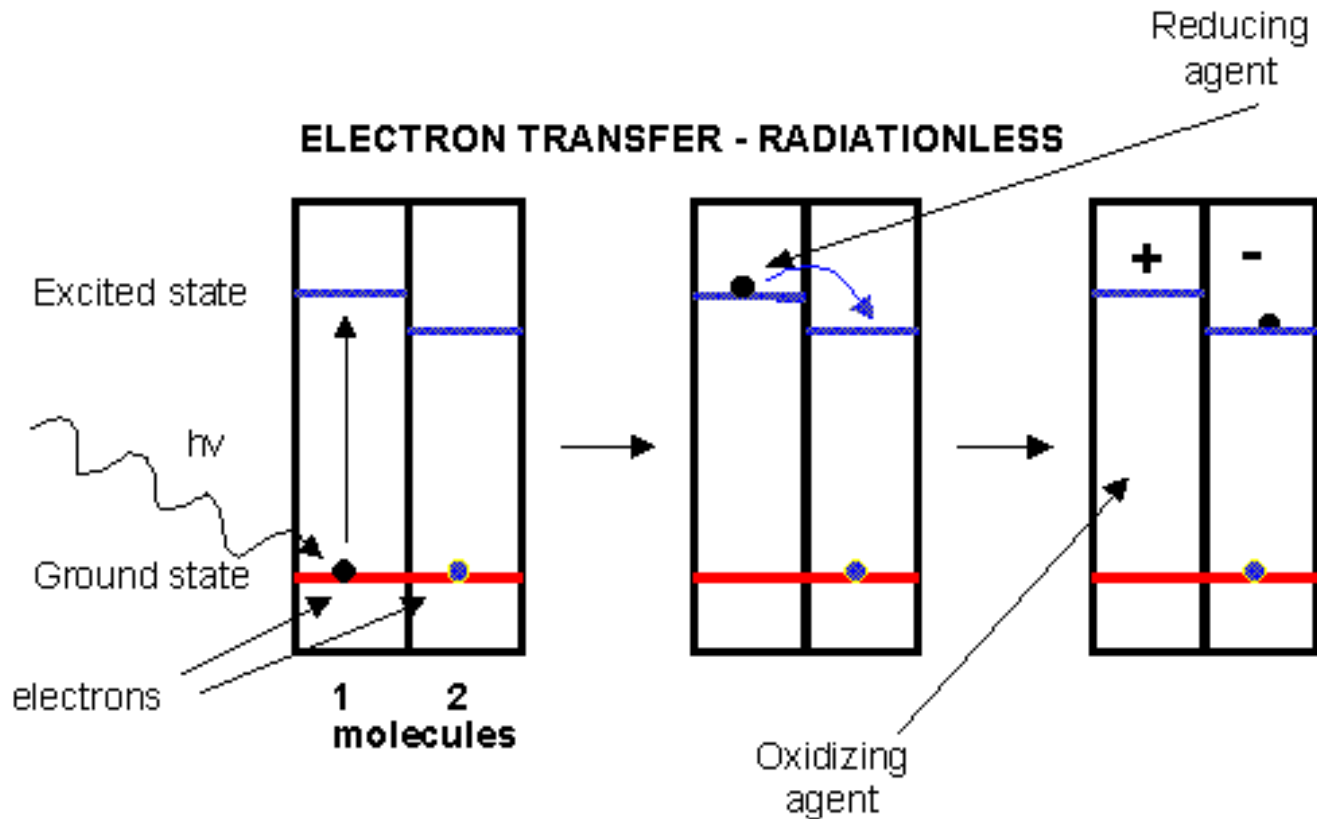 Reducing
agent
ELECTRON TRANSFER - RADIATIONLESS
+ -
Excited state
hv
Ground state
electrons
1 2
molecules
Oxidizing
agent